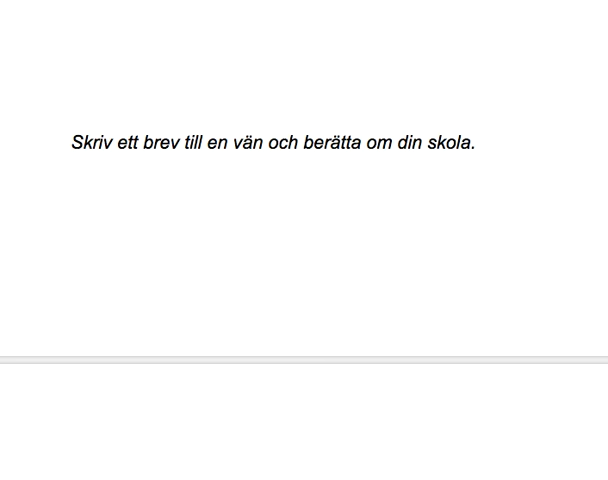 Skriv ett brev till en vän och berätta om din skola.